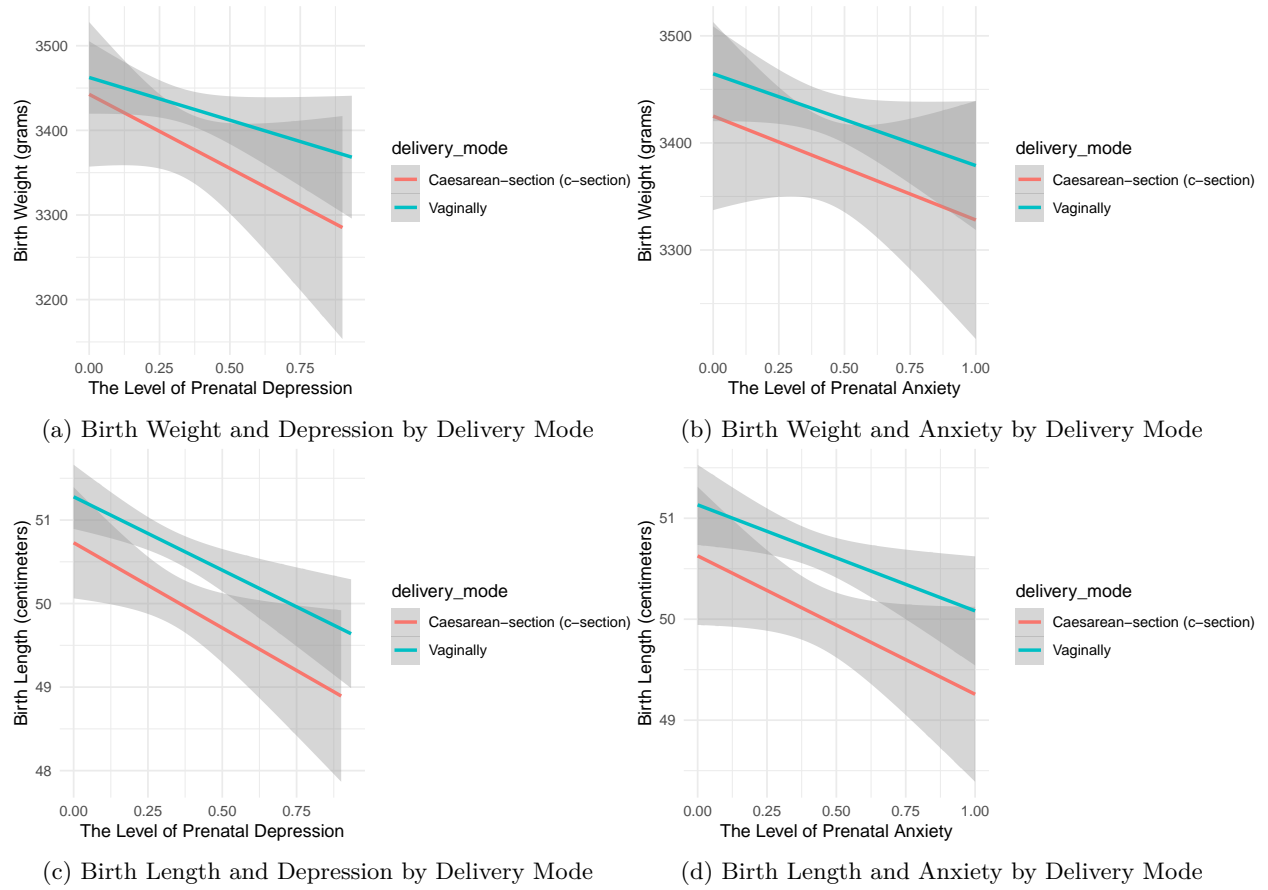 3500
3400
3300
3200
Birth Weight (grams)
0.00 0.25 0.50 0.75
The Level of Prenatal Depression
delivery_mode
Caesarean−section (c−section)
Vaginally
(a) Birth Weight and Depression by Delivery Mode
3500
3400
3300
Birth Weight (grams)
0.00 0.25 0.50 0.75 1.00
The Level of Prenatal Anxiety
delivery_mode
Caesarean−section (c−section)
Vaginally
(b) Birth Weight and Anxiety by Delivery Mode
51
50
49
48
Birth Length (centimeters)
0.00 0.25 0.50 0.75
The Level of Prenatal Depression
delivery_mode
Caesarean−section (c−section)
Vaginally
(c) Birth Length and Depression by Delivery Mode
51
50
49
Birth Length (centimeters)
0.00 0.25 0.50 0.75 1.00
The Level of Prenatal Anxiety
delivery_mode
Caesarean−section (c−section)
Vaginally
(d) Birth Length and Anxiety by Delivery Mode